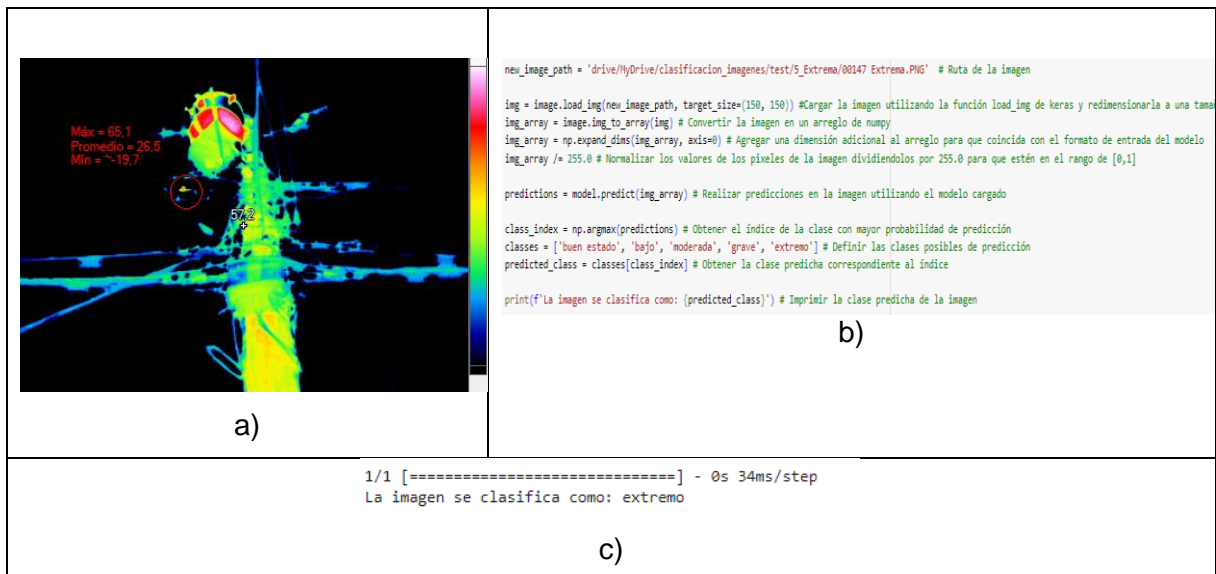 Máx = 65,1
Promedio = 26,5
Mín = ~-19,7
57,2
a)
new_image_path = 'drive/MyDrive/clasificacion_imagenes/test/5_Extrema/00147 Extrema.PNG' # Ruta de la imagen
img = image.load_img(new_image_path, target_size=(150, 150)) #Cargar la imagen utilizando la función load_img de keras y redimensionarla a una tamañ
img_array = image.img_to_array(img) # Convertir la imagen en un arreglo de numpy
img_array = np.expand_dims(img_array, axis=0) # Agregar una dimensión adicional al arreglo para que coincida con el formato de entrada del modelo
img_array /= 255.0 # Normalizar los valores de los pixeles de la imagen dividiendolos por 255.0 para que estén en el rango de [0,1]
predictions = model.predict(img_array) # Realizar predicciones en la imagen utilizando el modelo cargado
class_index = np.argmax(predictions) # Obtener el índice de la clase con mayor probabilidad de predicción
classes = ['buen estado', 'bajo', 'moderada', 'grave', 'extremo'] # Definir las clases posibles de predicción
predicted_class = classes[class_index] # Obtener la clase predicha correspondiente al índice
print(f'La imagen se clasifica como: {predicted_class}') # Imprimir la clase predicha de la imagen
b)
1/1 [==============================] - 0s 34ms/step
La imagen se clasifica como: extremo
c)